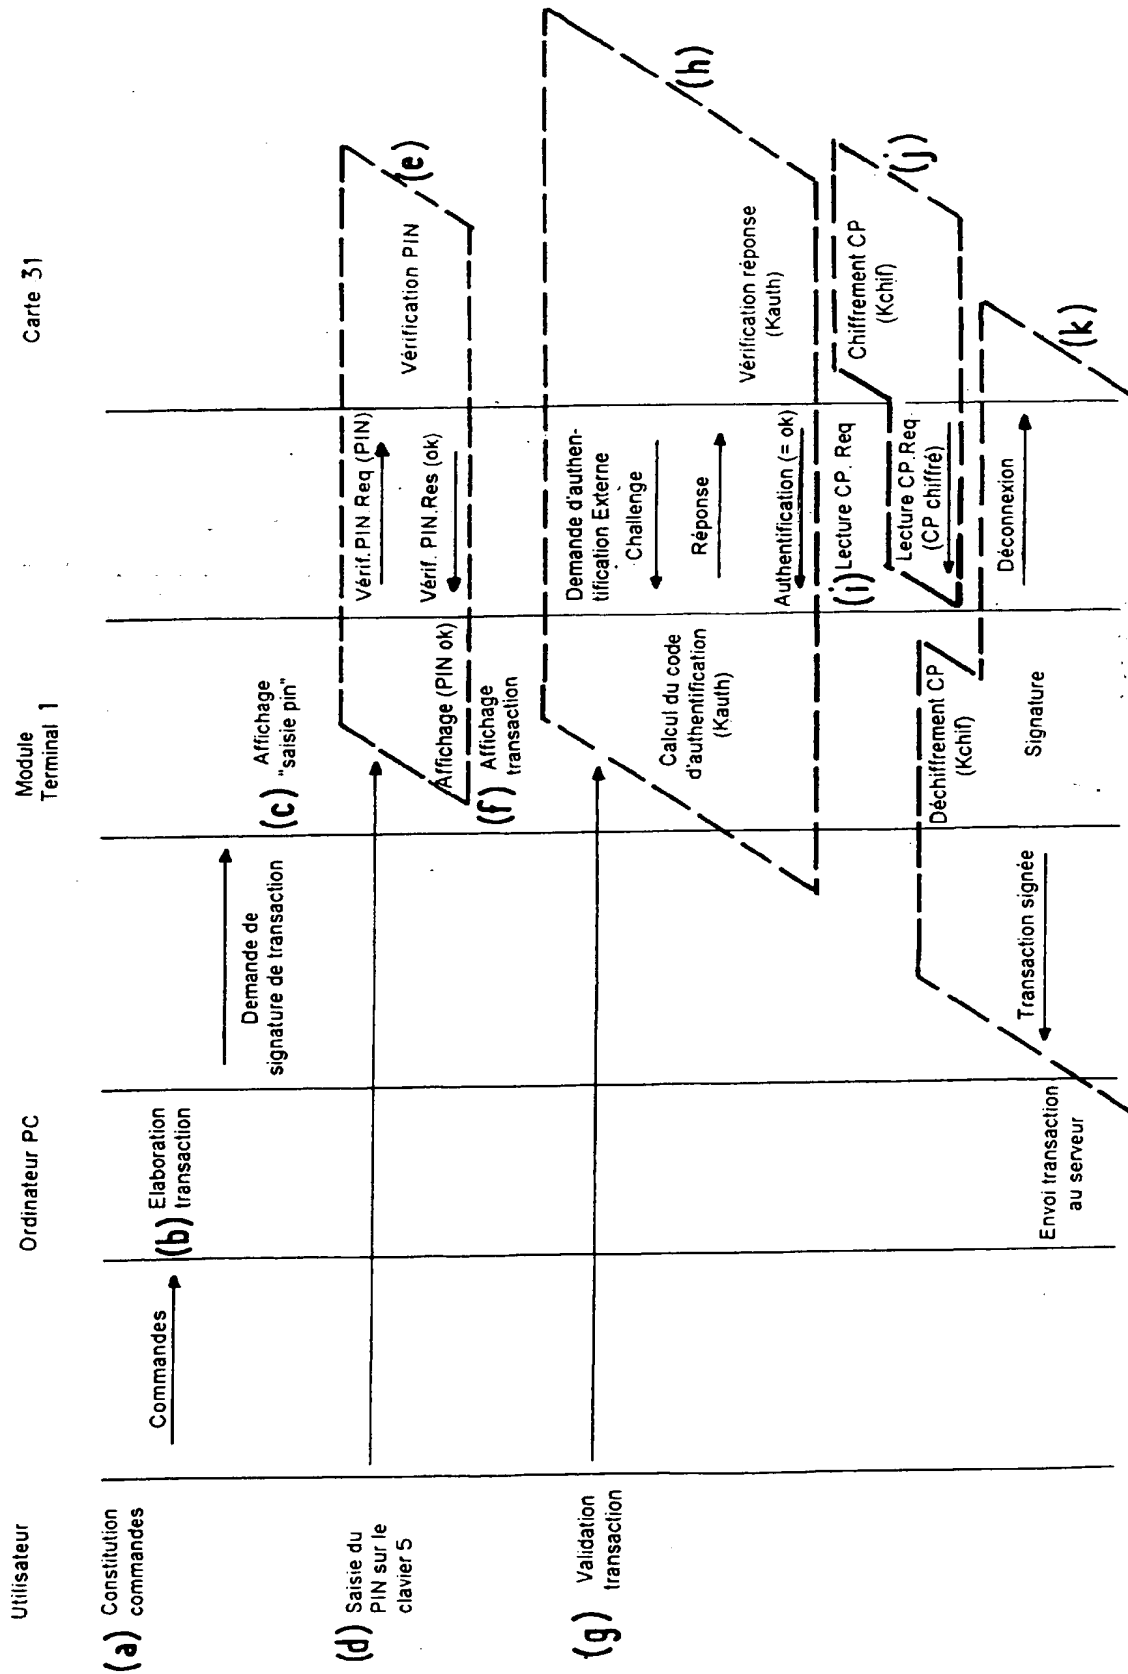 Utilisateur
Ordinateur PC
Module
Terminal 1
Carte 31
(a) Constitution
commandes
Commandes
(b) Elaboration
transaction
Demande de
signature de transaction
(c) Affichage
"saisie pin"
(d) Saisie du
PIN sur le
clavier 5
Vérif. PIN. Req (PIN)
Vérif. PIN. Res (ok)
Vérification PIN
(e)
Affichage (PIN ok)
(f) Affichage
transaction
(g) Validation
transaction
Demande d'authen-
tification Externe
Challenge
Calcul du code
d'authentification
(Kauth)
Réponse
Vérification réponse
(Kauth)
Authentification (= ok)
(h)
(i) Lecture CP. Req
Chiffrement CP
(Kchif)
(j)
Lecture CP.Req
(CP chiffré)
Déchiffrement CP
(Kchif)
Déconnexion
(k)
Signature
Transaction signée
Envoi transaction
au serveur